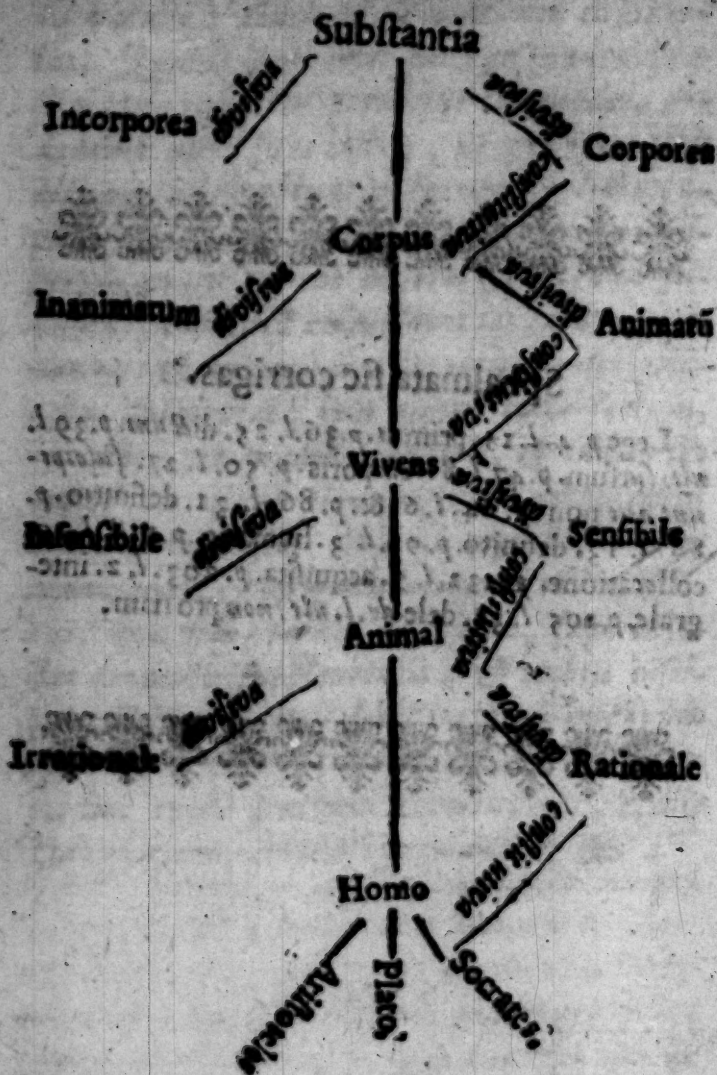 Substantia
divisiva
divisiva
Incorporea
Corporea
constitutiva
Corpus
divisiva
divisiva
Inanimatum
Animatū
constitutiva
Vivens
divisiva
divisiva
Insensibile
Sensibile
constitutiva
Animal
divisiva
divisiva
Irrationale
Rationale
constitutiva
Homo
Aristoteles
Plato,
Socrates.